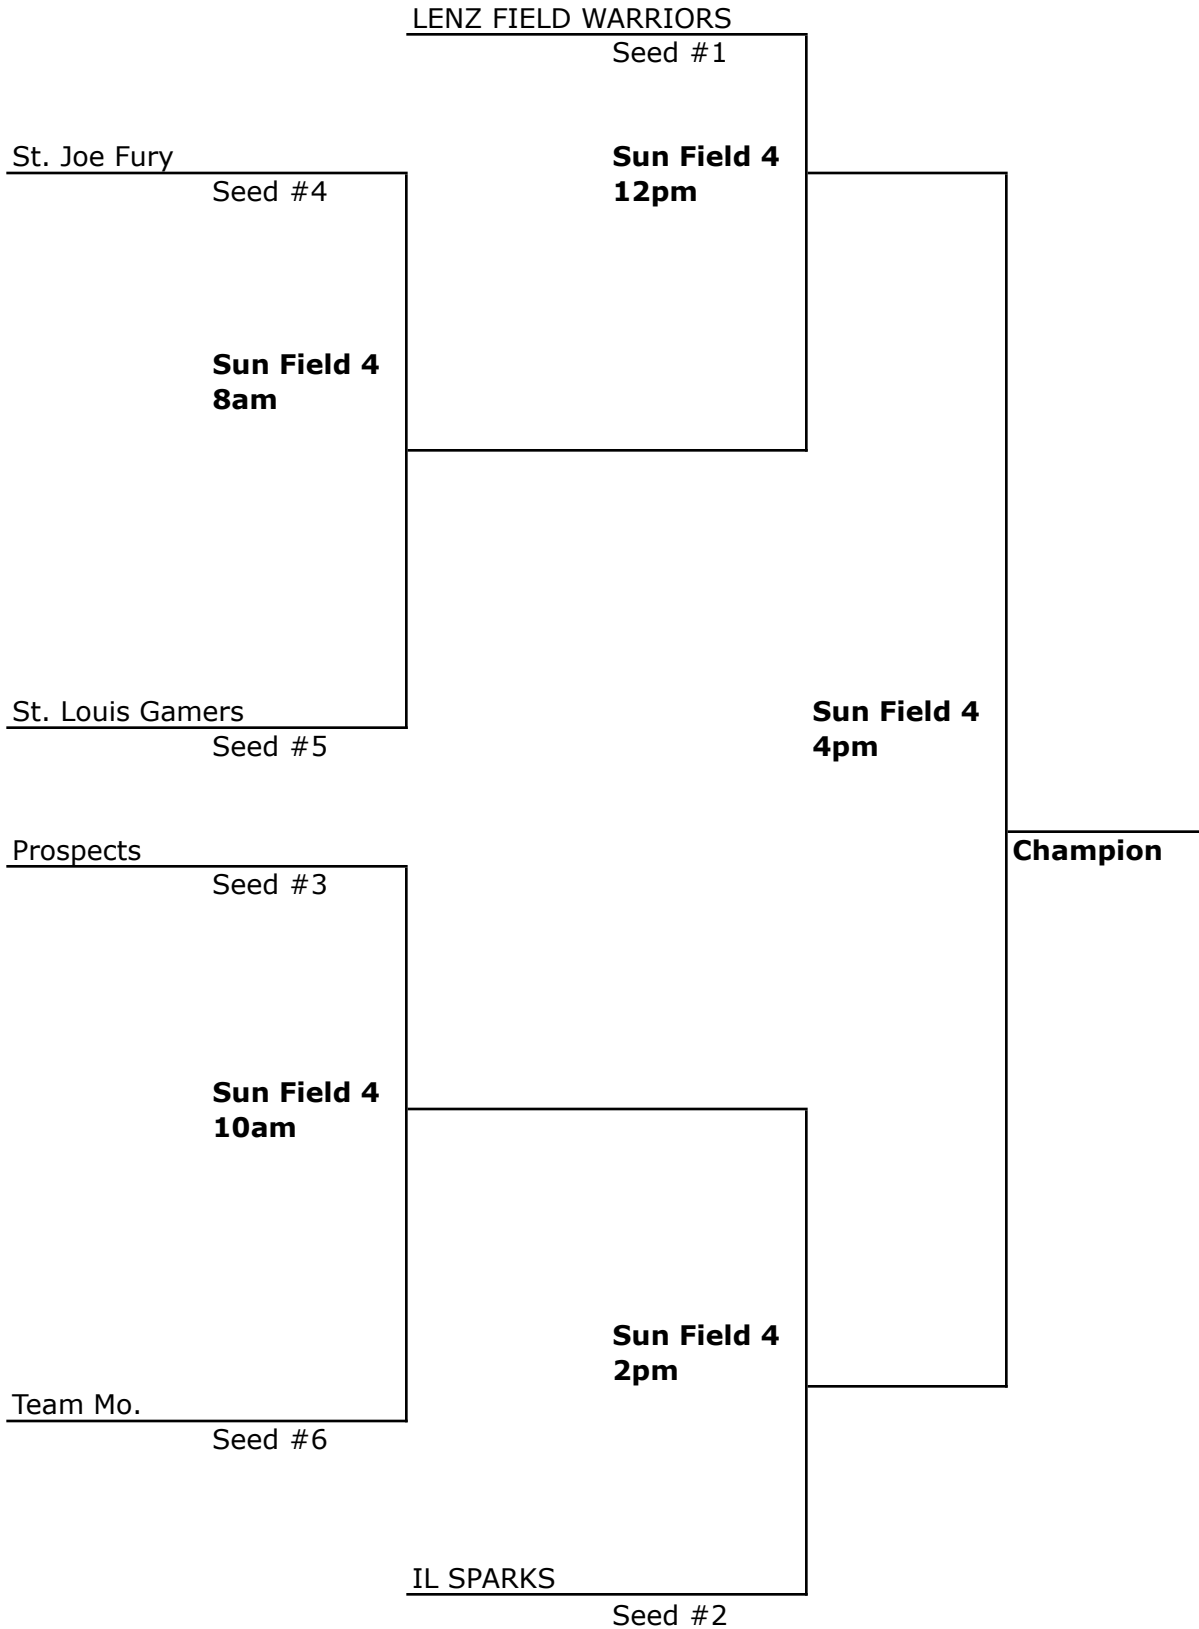 LENZ FIELD WARRIORS
Seed #1
St. Joe Fury
Seed #4
Sun Field 4
12pm
Sun Field 4
8am
St. Louis Gamers
Seed #5
Sun Field 4
4pm
Prospects
Seed #3
Champion
Sun Field 4
10am
Sun Field 4
2pm
Team Mo.
Seed #6
IL SPARKS
Seed #2